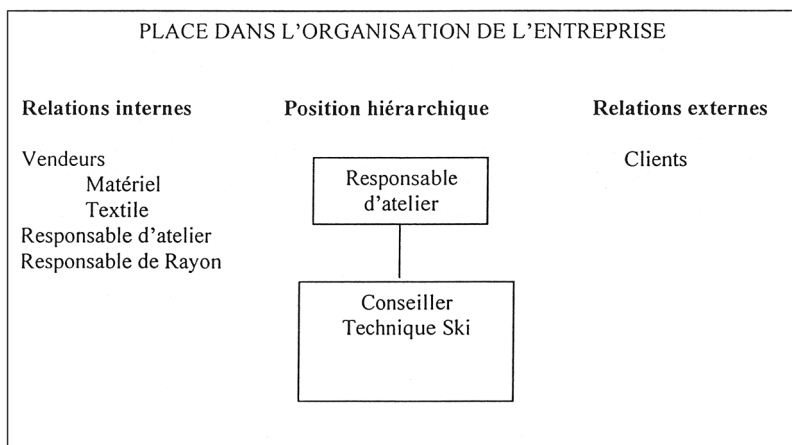 PLACE DANS L'ORGANISATION DE L'ENTREPRISE
Relations internes
Position hiérarchique
Relations externes
Vendeurs
Matériel
Textile
Responsable d'atelier
Responsable de Rayon
Responsable
d'atelier
Conseiller
Technique Ski
Clients